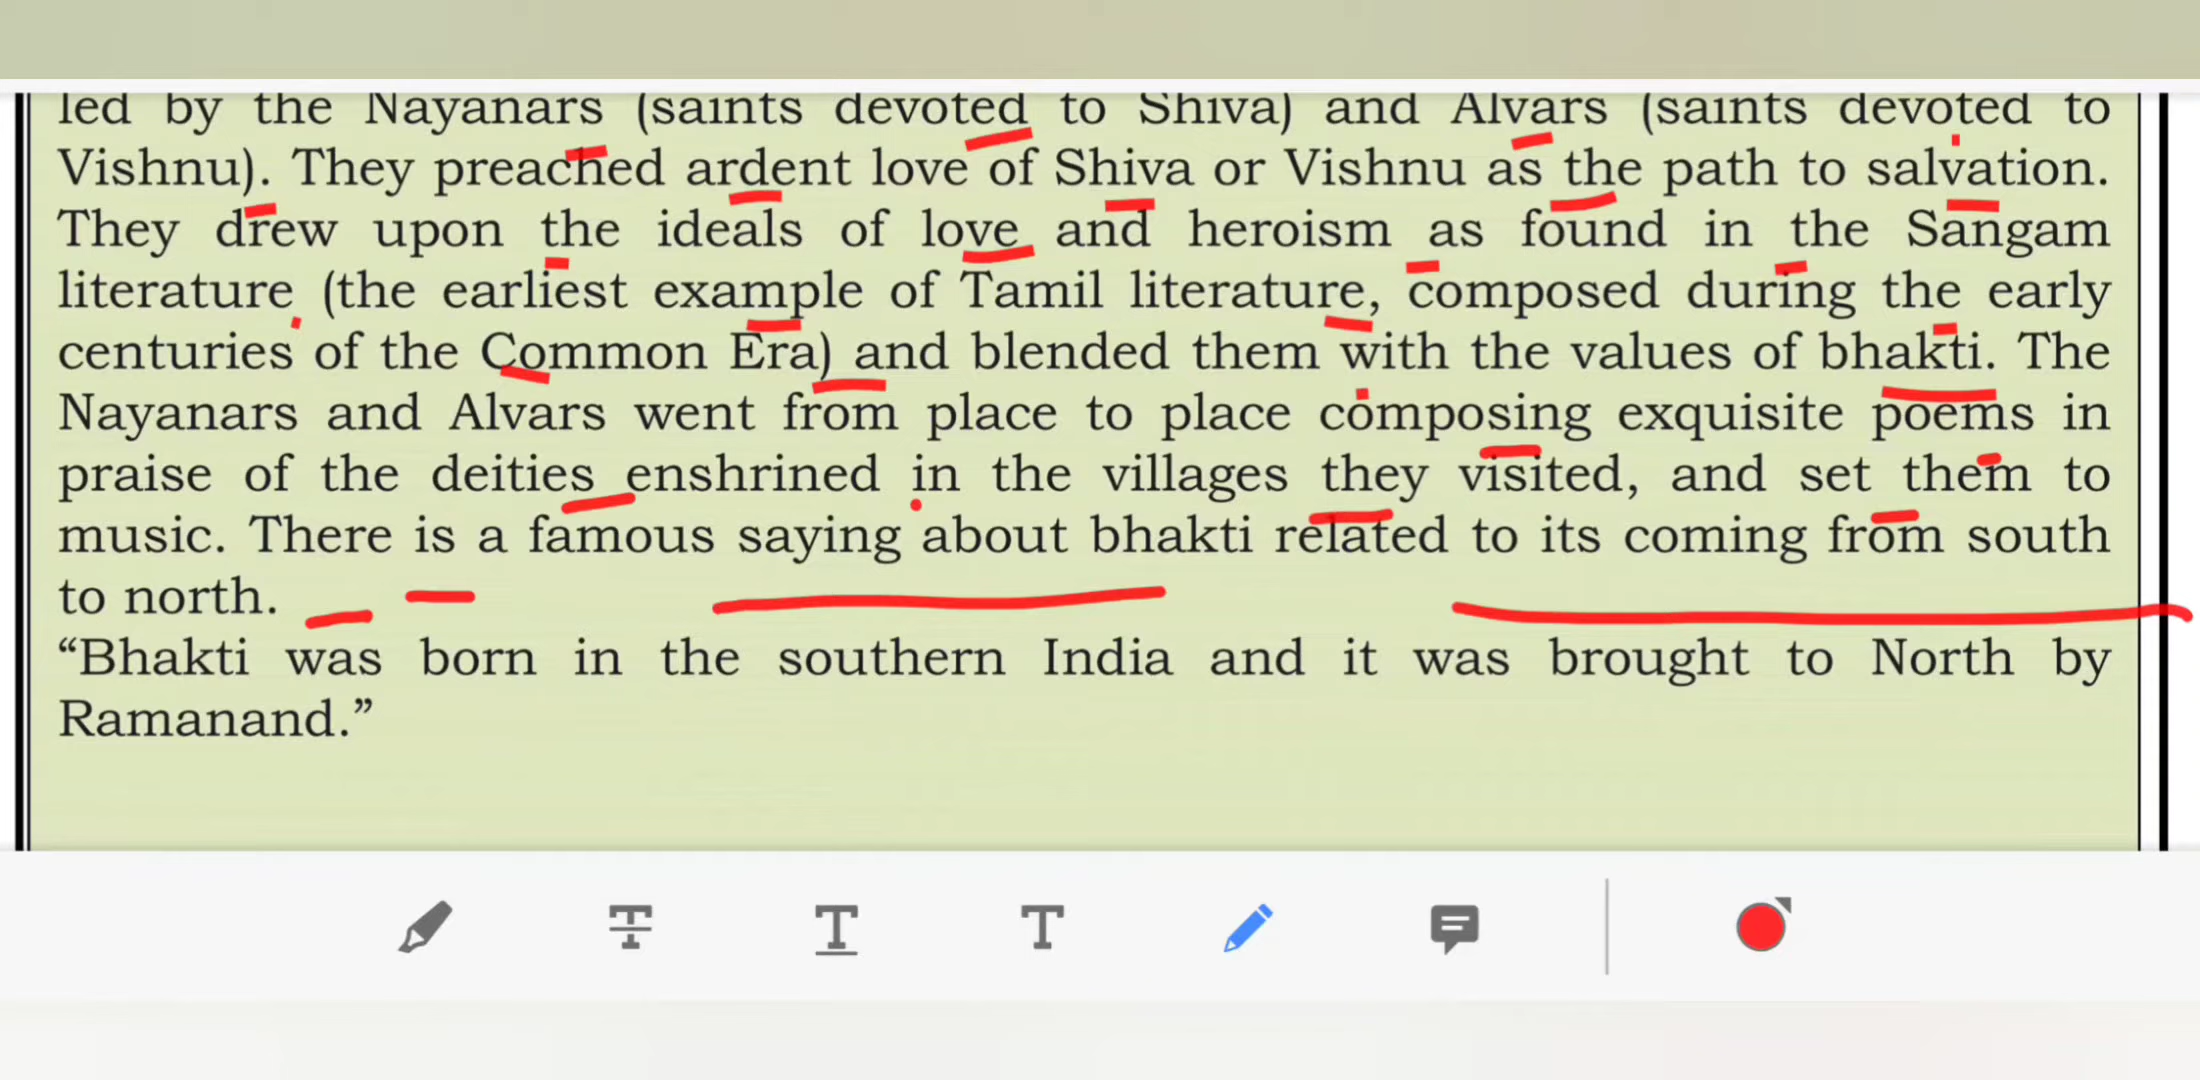 led by the Nayanars (saints devoted to Shiva) and Alvars (saints devoted to
Vishnu). They preached ardent love of Shiva or Vishnu as the path to salvation.
They drew upon the ideals of love and heroism as found in the Sangam
literature (the earliest example of Tamil literature, composed during the early
centuries of the Common Era) and blended them with the values of bhakti. The
Nayanars and Alvars went from place to place composing exquisite poems in
praise of the deities enshrined in the villages they visited, and set them to
music. There is a famous saying about bhakti related to its coming from south
to north.
“Bhakti was born in the southern India and it was brought to North by
Ramanand.”